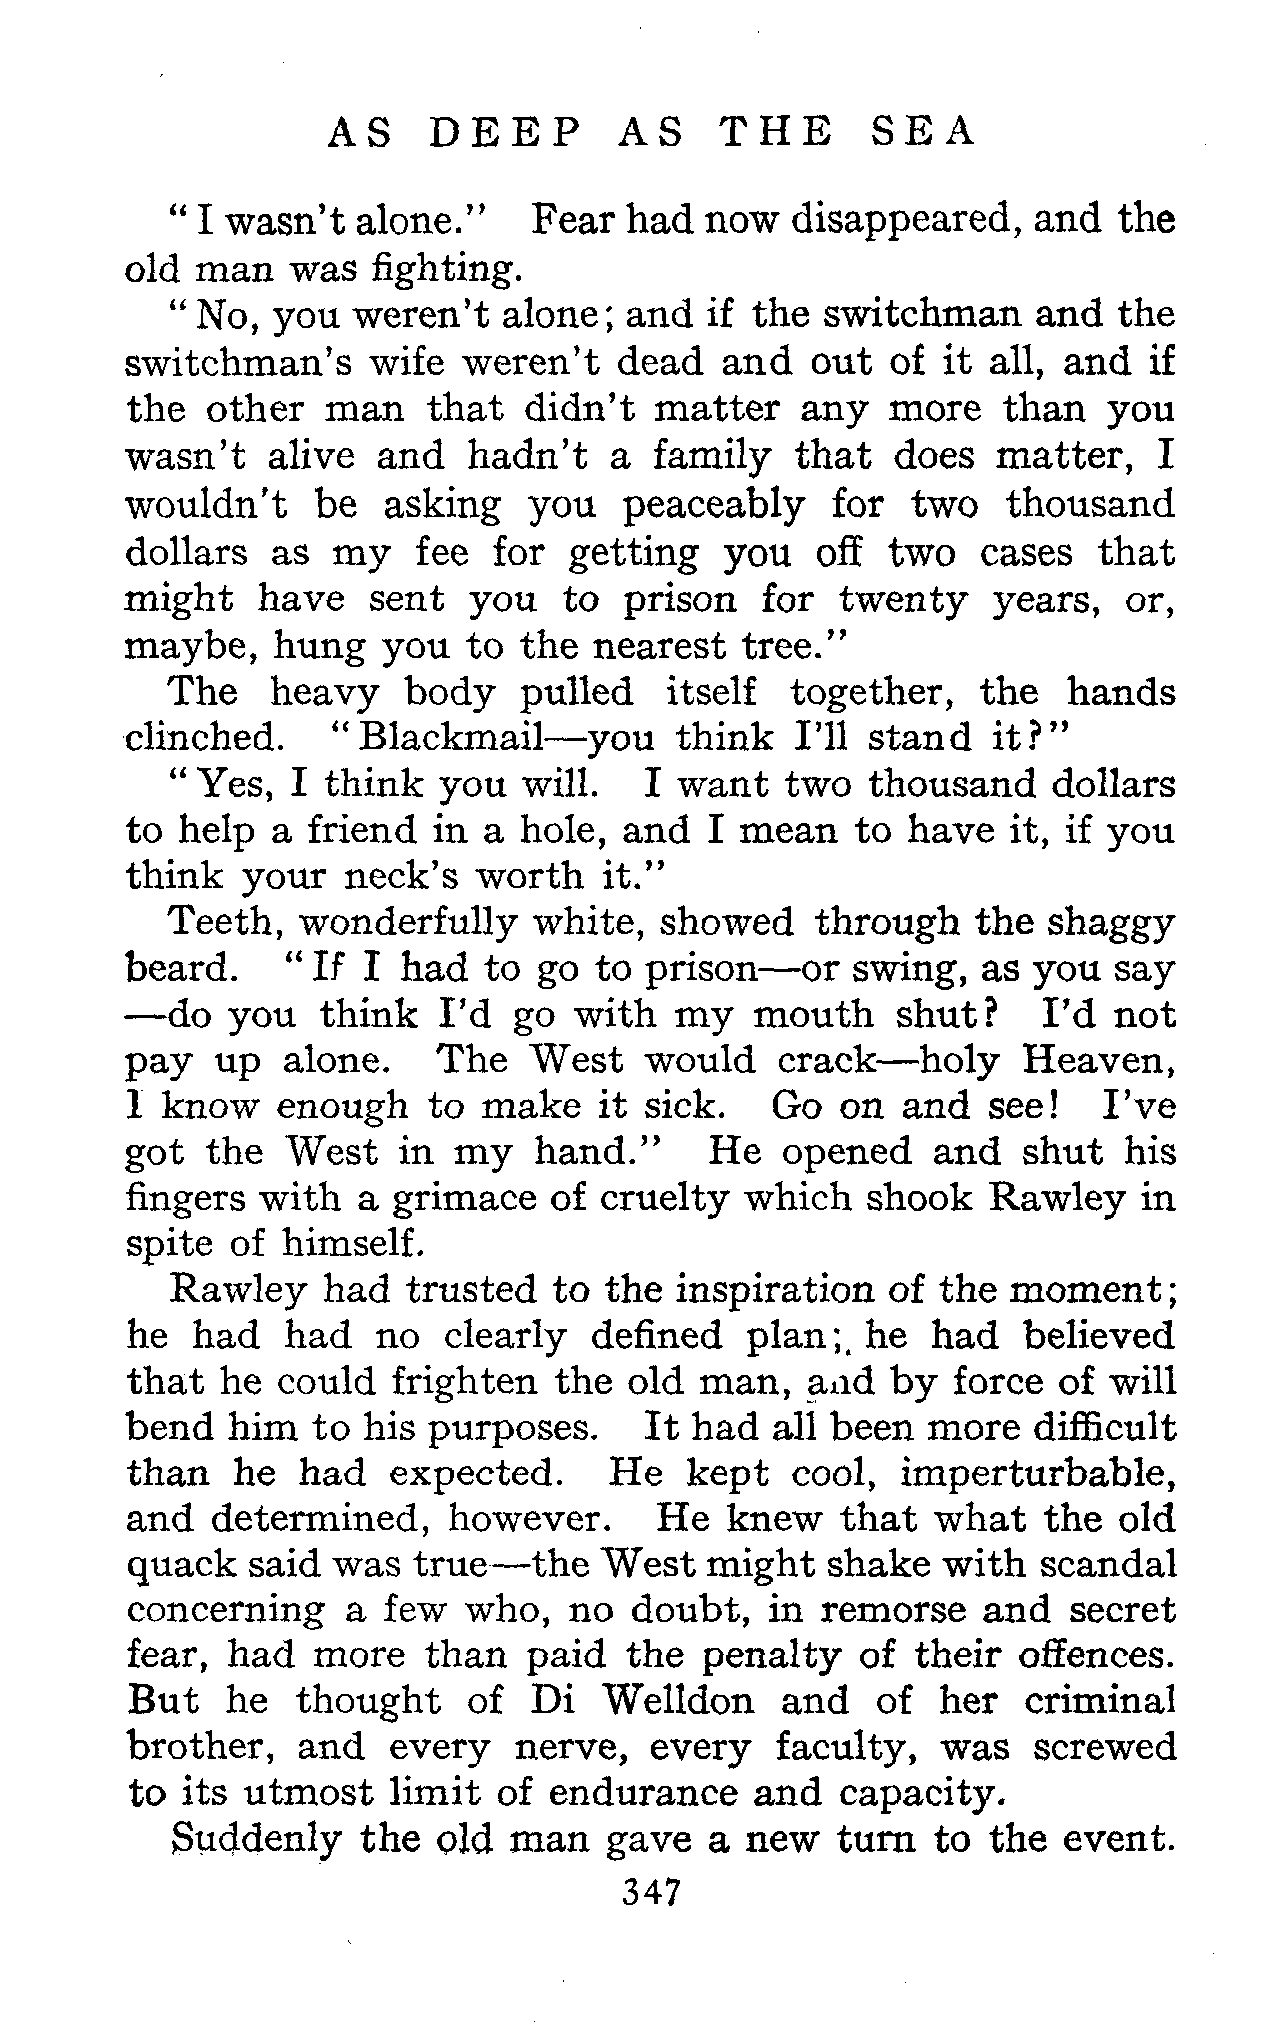 AS DEEP AS THE SEA
“ I wasn't alone.” Fear had now disappeared, and the
old man was fighting.
“ No, you weren't alone; and if the switchman and the
switchman's wife weren't dead and out of it all, and if
the other man that didn't matter any more than you
wasn't alive and hadn't a family that does matter, I
wouldn't be asking you peaceably for two thousand
dollars as my fee for getting you off two cases that
might have sent you to prison for twenty years, or,
maybe, hung you to the nearest tree.”
The heavy body pulled itself together, the hands
clinched. “ Blackmail—you think I'll stand it?”
“ Yes, I think you will. I want two thousand dollars
to help a friend in a hole, and I mean to have it, if you
think your neck's worth it.”
Teeth, wonderfully white, showed through the shaggy
beard. “ If I had to go to prison—or swing, as you say
—do you think I'd go with my mouth shut? I'd not
pay up alone. The West would crack—holy Heaven,
I know enough to make it sick. Go on and see! I've
got the West in my hand.” He opened and shut his
fingers with a grimace of cruelty which shook Rawley in
spite of himself.
Rawley had trusted to the inspiration of the moment;
he had had no clearly defined plan; he had believed
that he could frighten the old man, and by force of will
bend him to his purposes. It had all been more difficult
than he had expected. He kept cool, imperturbable,
and determined, however. He knew that what the old
quack said was true—the West might shake with scandal
concerning a few who, no doubt, in remorse and secret
fear, had more than paid the penalty of their offences.
But he thought of Di Welldon and of her criminal
brother, and every nerve, every faculty, was screwed
to its utmost limit of endurance and capacity.
Suddenly the old man gave a new turn to the event.
347